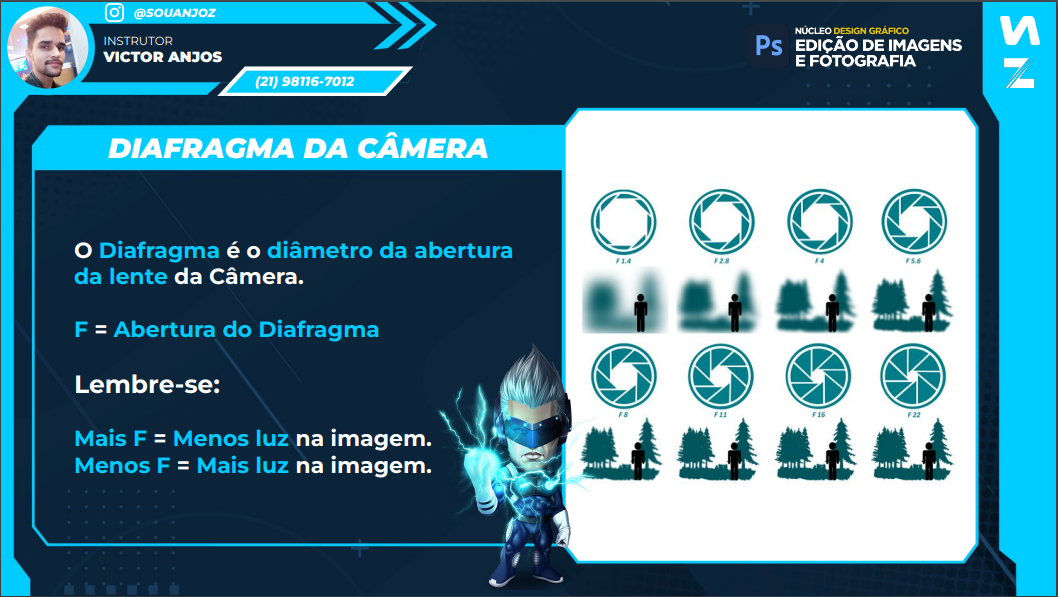 @SOUANJOZ
INSTRUTOR
VICTOR ANJOS
(21) 98116-7012
Ps
NÚCLEO DESIGN GRÁFICO
EDIÇÃO DE IMAGENS
E FOTOGRAFIA
DIAFRAGMA DA CÂMERA
O Diafragma é o diâmetro da abertura
da lente da Câmera.
F = Abertura do Diafragma
Lembre-se:
Mais F = Menos luz na imagem.
Menos F = Mais luz na imagem.
F 1.4 F 2.8 F 4 F 5.6
F 8 F 11 F 16 F 22